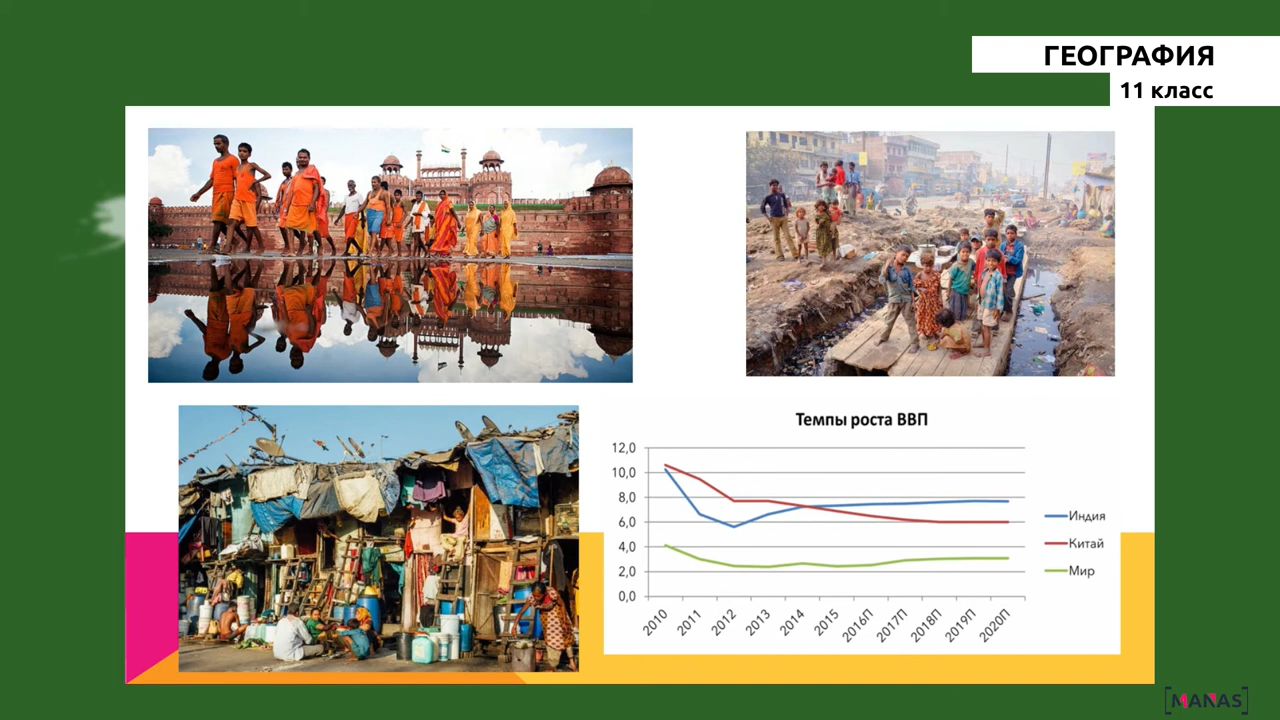 ГЕОГРАФИЯ
11 класс
Темпы роста ВВП
12,0
10,0
8,0
6,0
4,0
2,0
0,0
2010
2011
2012
2013
2014
2015
2016П
2017П
2018П
2019П
2020П
Индия
Китай
Мир
[MANAS]